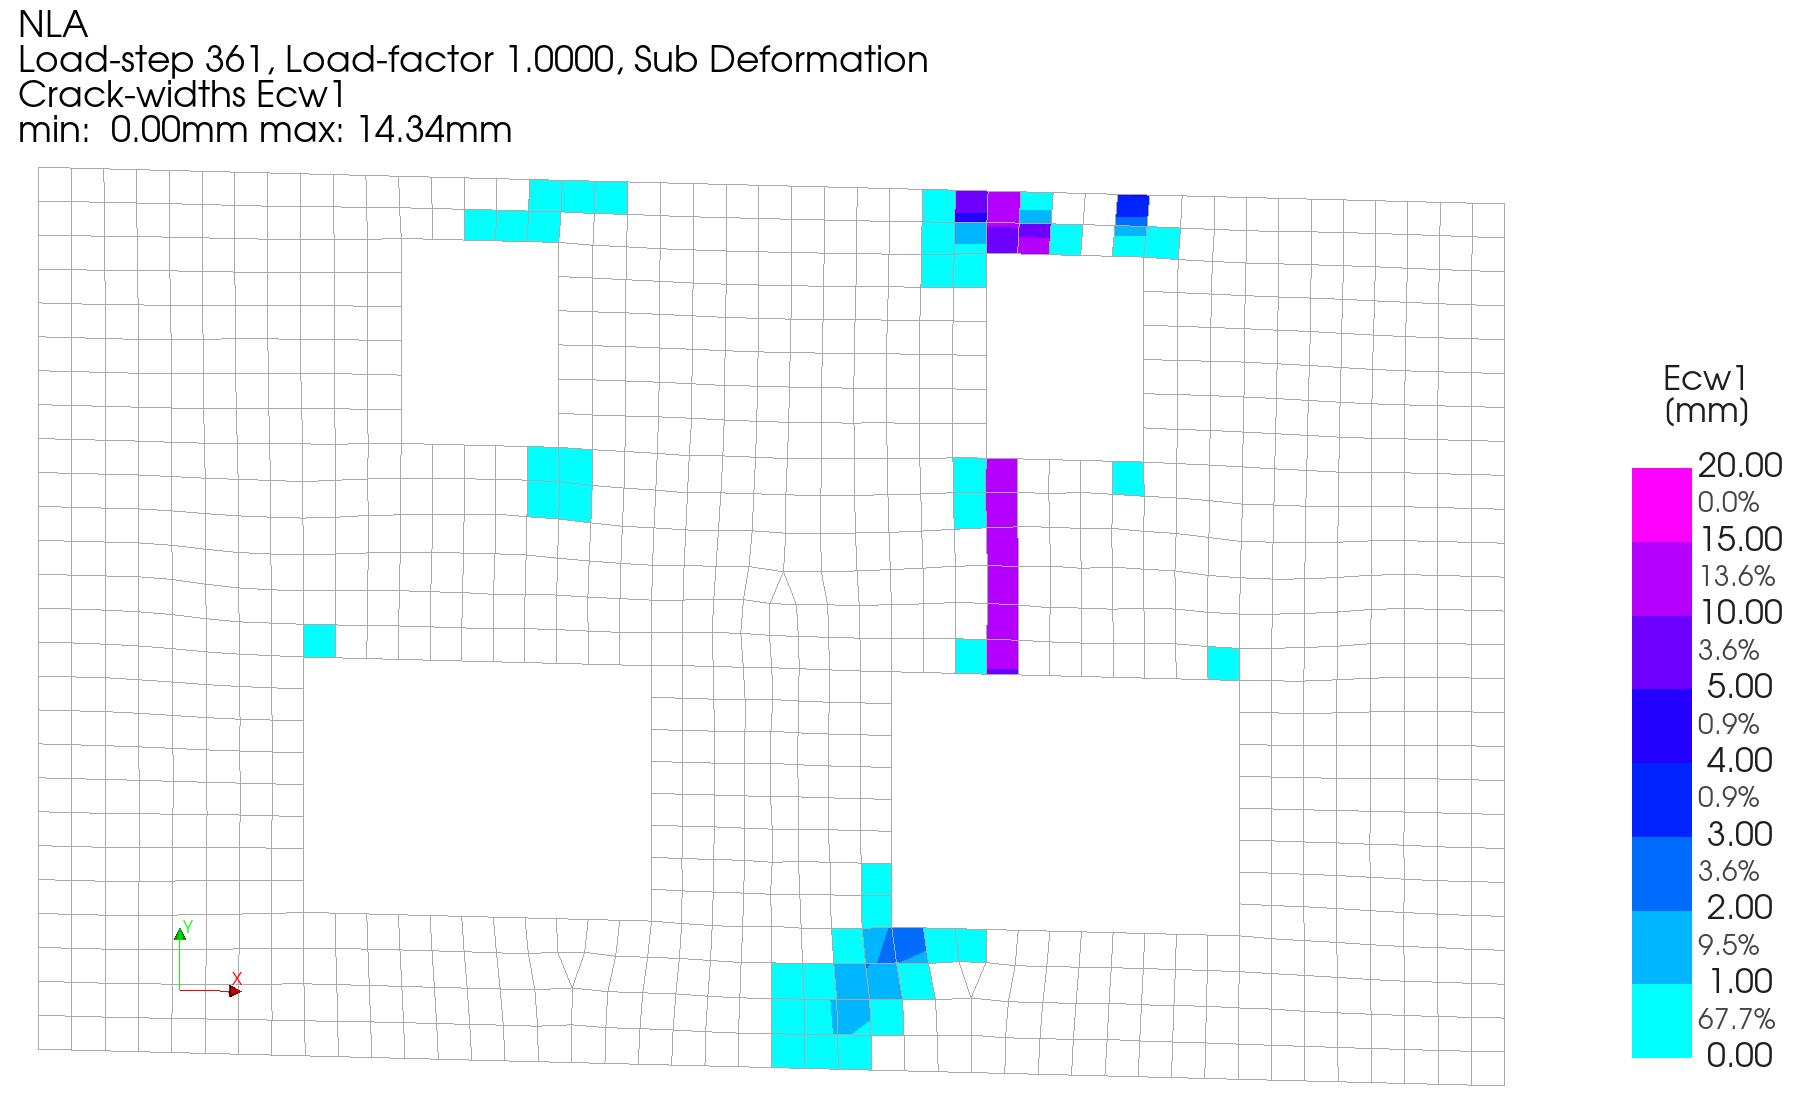 NLA
Load-step 361, Load-factor 1.0000, Sub Deformation
Crack-widths Ecw1
min:  0.00mm max: 14.34mm
Ecw1
(mm)
20.00
0.0%
15.00
13.6%
10.00
3.6%
5.00
0.9%
4.00
0.9%
3.00
3.6%
2.00
9.5%
1.00
67.7%
0.00
Y
X